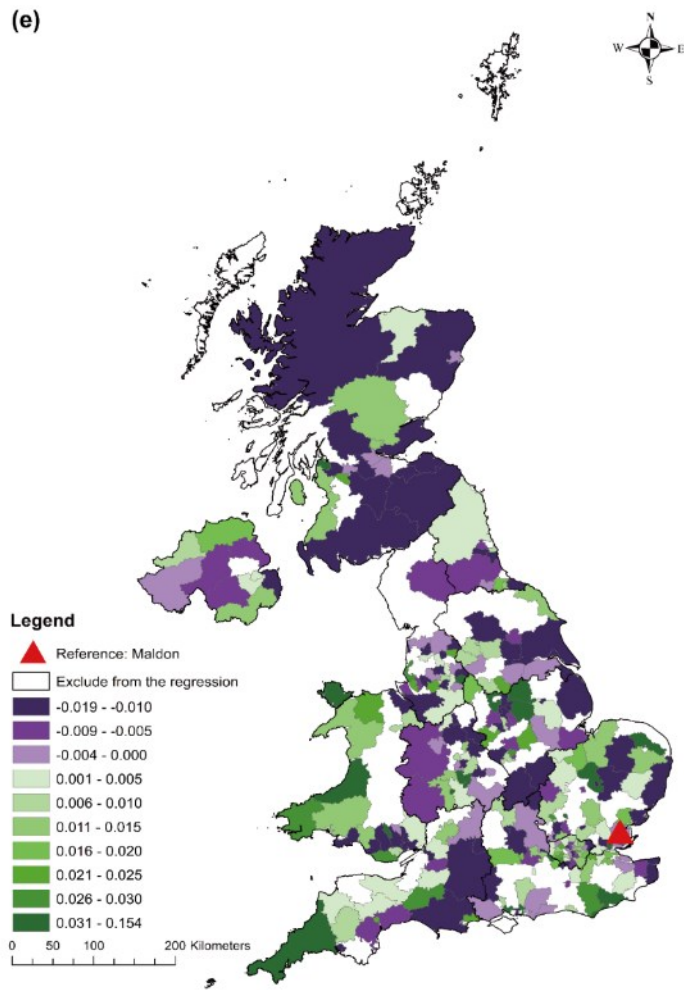 (e)
N
W E
S
Legend
Reference: Maldon
Exclude from the regression
-0.019 - -0.010
-0.009 - -0.005
-0.004 - 0.000
0.001 - 0.005
0.006 - 0.010
0.011 - 0.015
0.016 - 0.020
0.021 - 0.025
0.026 - 0.030
0.031 - 0.154
0 50 100 200 Kilometers